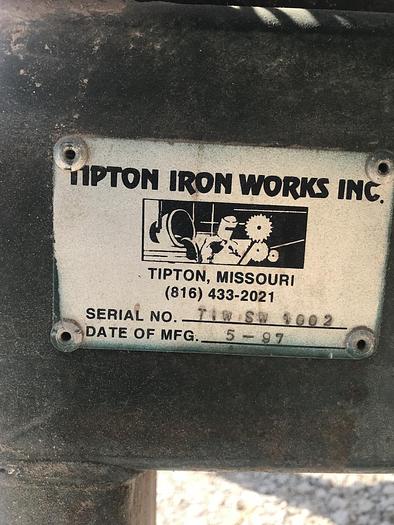 TIPTON IRON WORKS INC.
TIPTON, MISSOURI
(816) 433-2021
SERIAL NO. TIW SW 1002
DATE OF MFG. 5-97